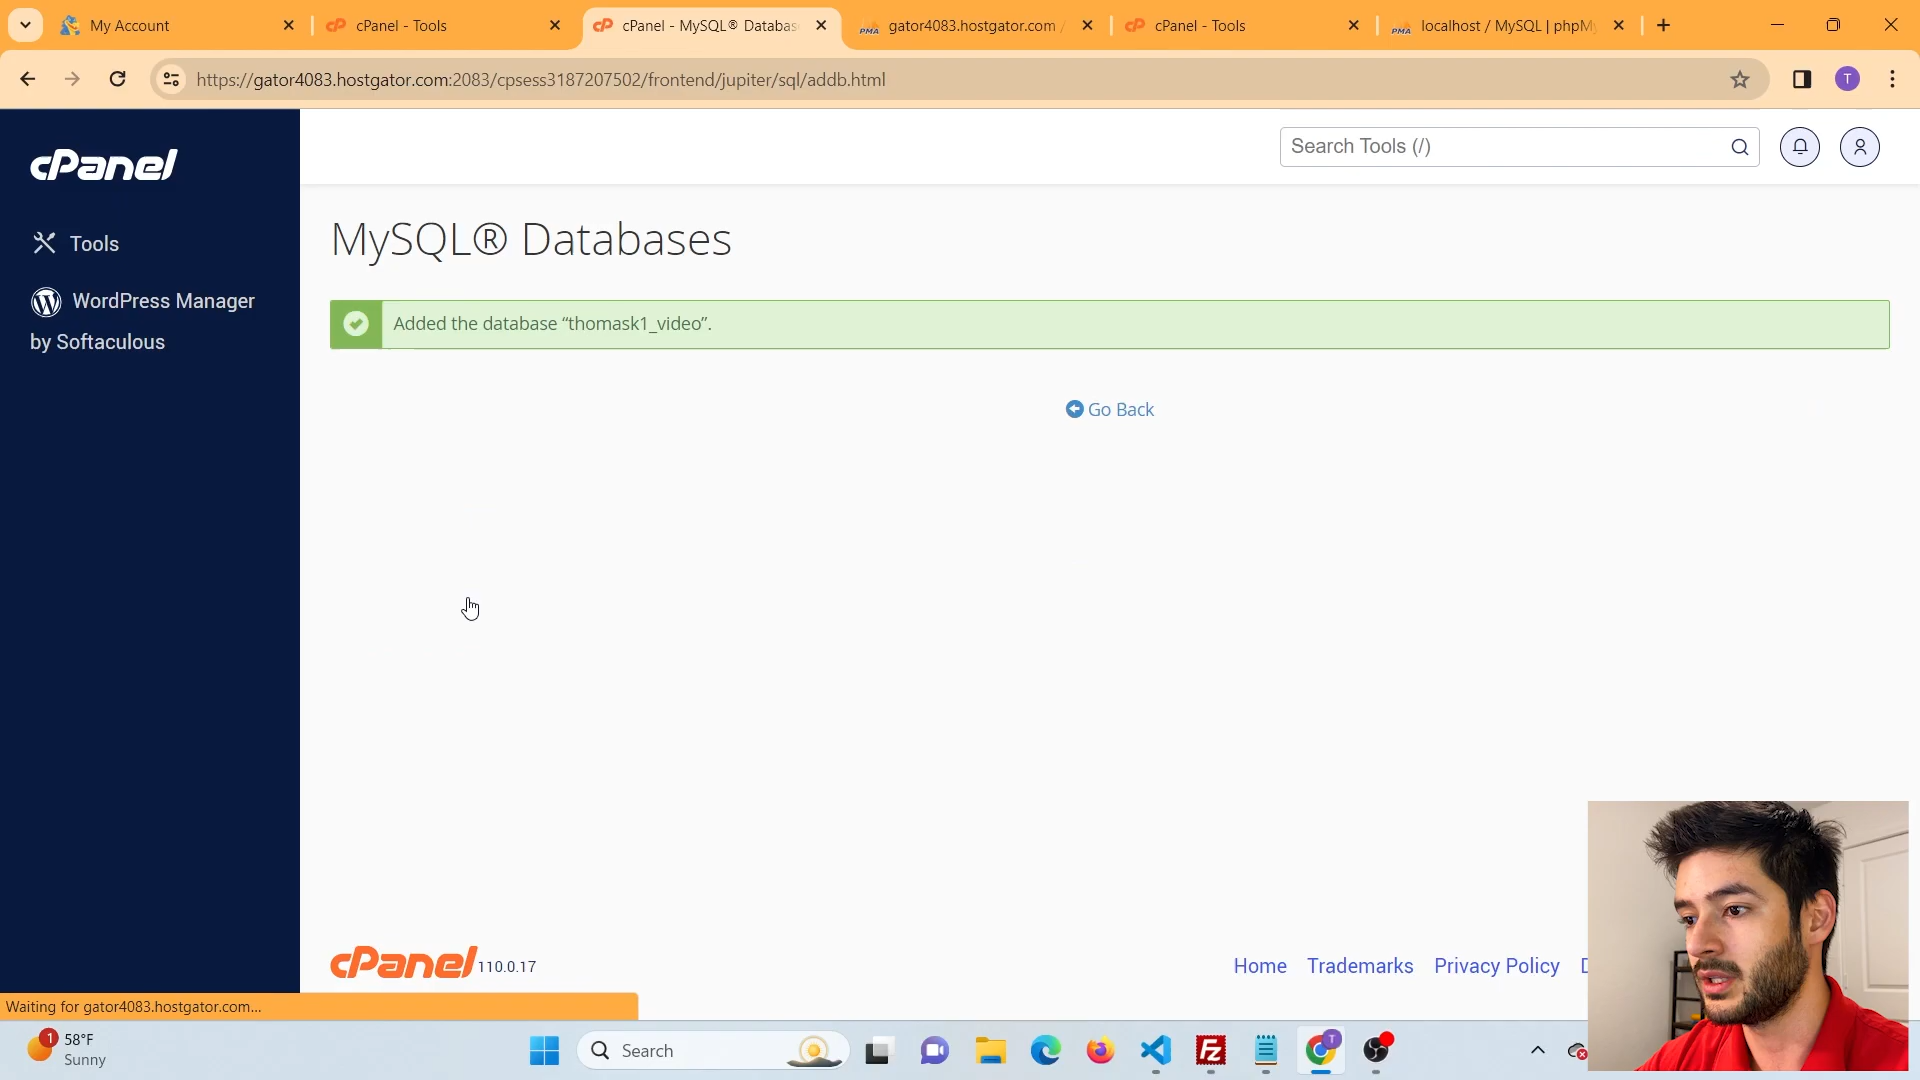 My Account
cPanel - Tools
cPanel - MySQL® Databas
gator4083.hostgator.com /
cPanel - Tools
localhost / MySQL | phpMy
https://gator4083.hostgator.com:2083/cpsess3187207502/frontend/jupiter/sql/addb.html
T
cPanel
Search Tools (/)
Tools
WordPress Manager
by Softaculous
MySQL® Databases
Added the database “thomask1_video”.
Go Back
cPanel 110.0.17
Home
Trademarks
Privacy Policy
Waiting for gator4083.hostgator.com...
1
58°F
Sunny
Search
Fz
T